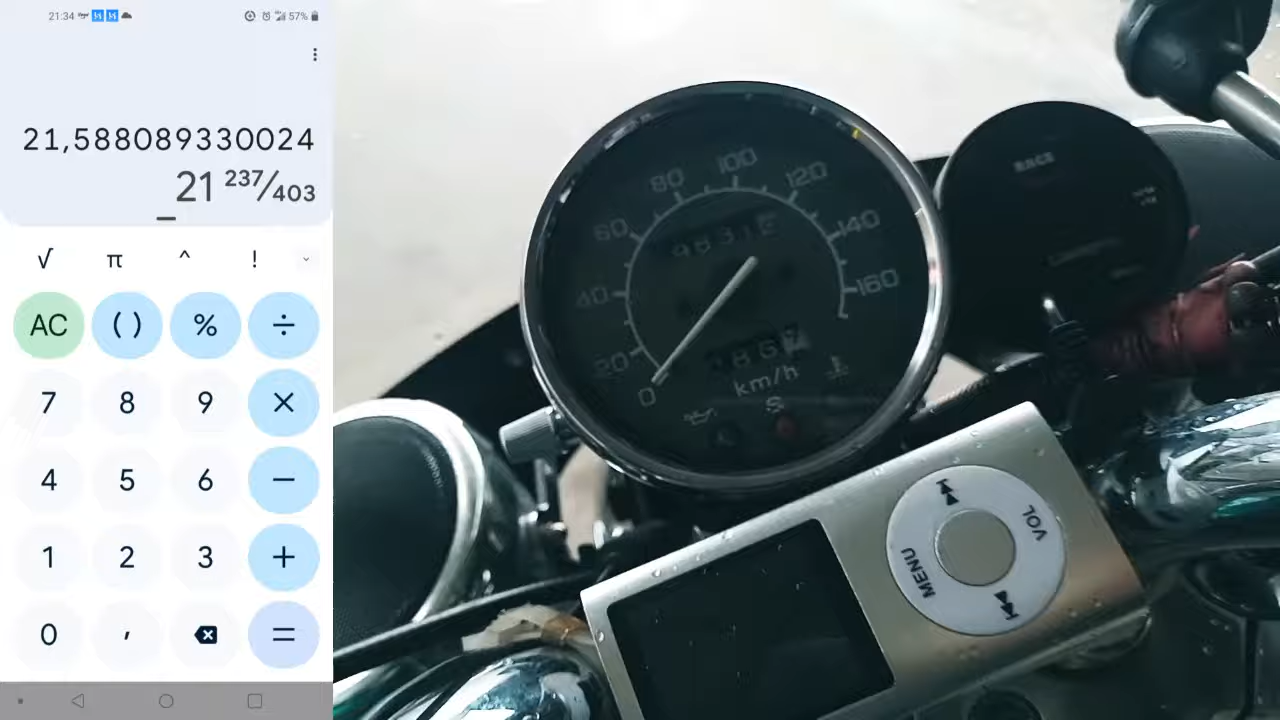 21:34
57%
21,588089330024
21 237/403
√ π ^ !
AC ( ) % ÷
7 8 9 ×
4 5 6 −
1 2 3 +
0 , =
100
80 120
60 140
40 160
20
0
km/h
RACE
VOL
MENU